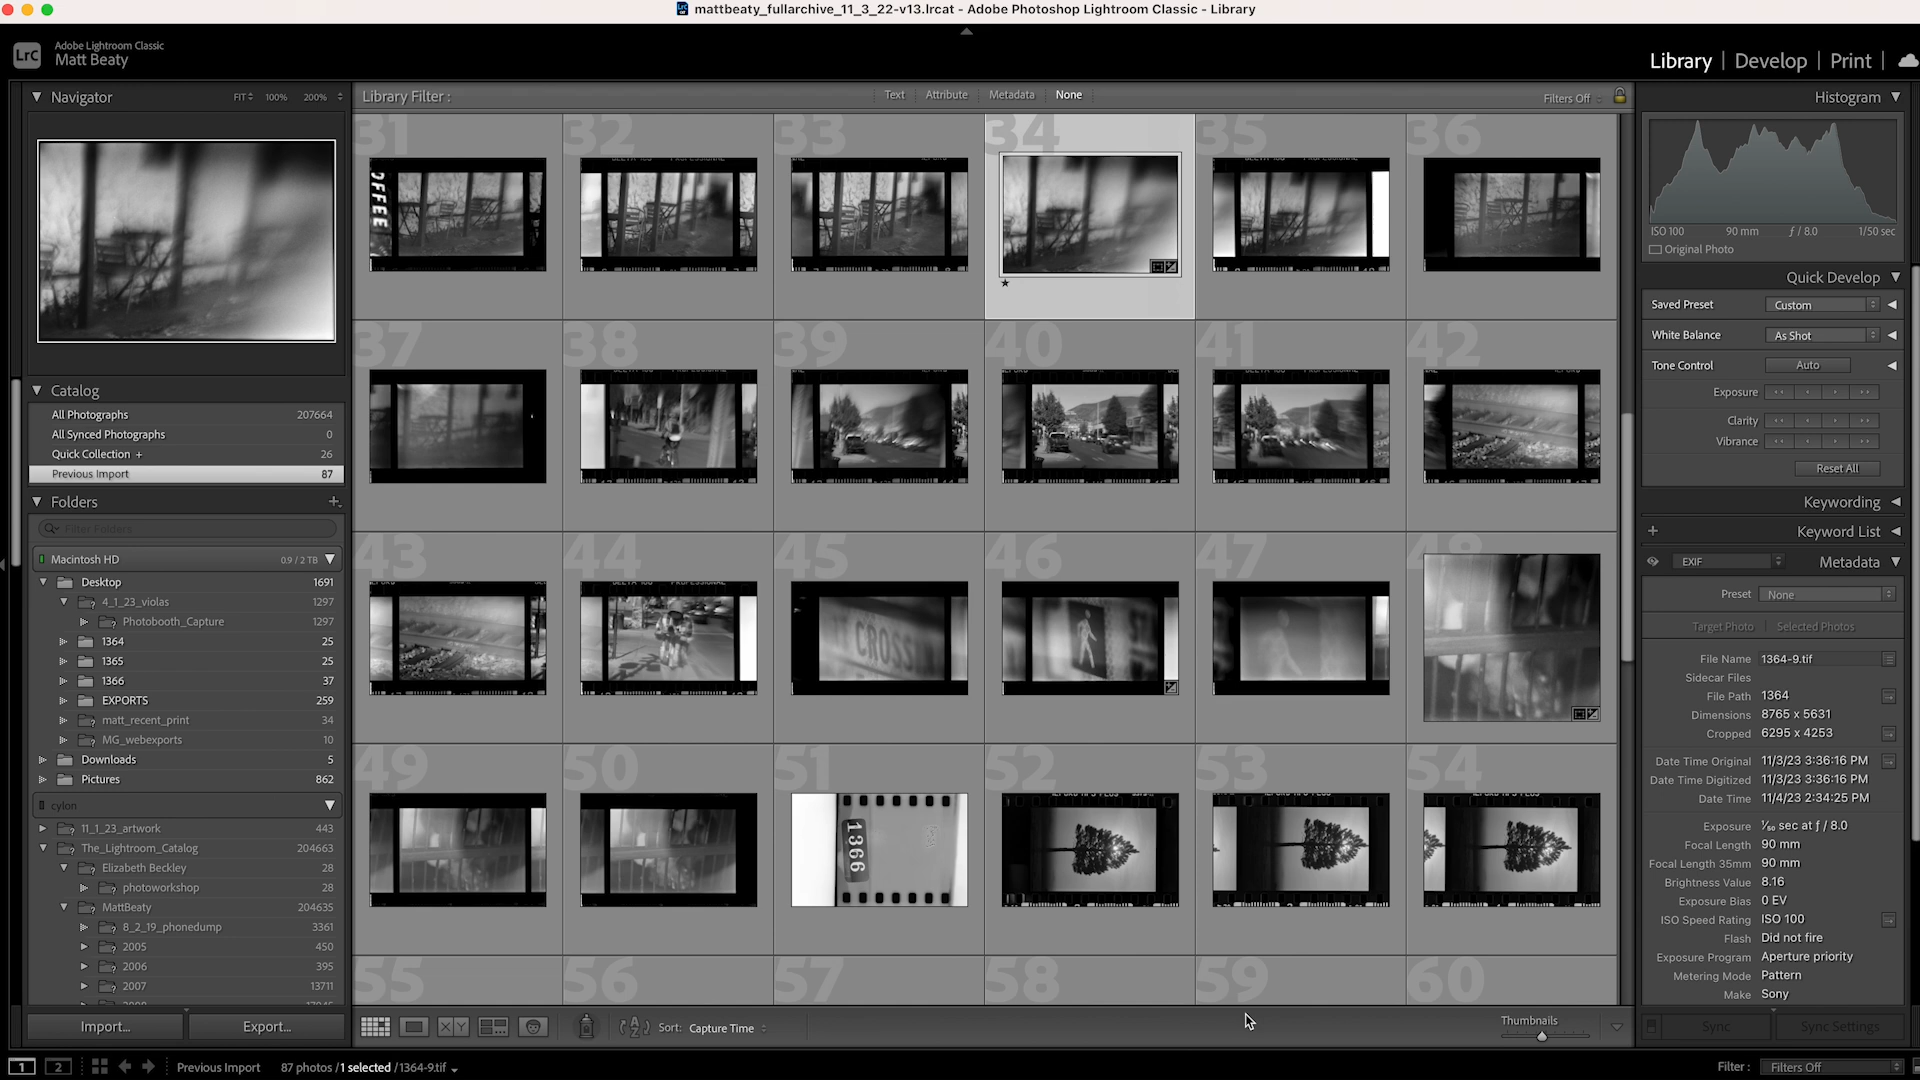 mattbeaty_fullarchive_11_3_22-v13.lrcat - Adobe Photoshop Lightroom Classic - Library
LrC
Adobe Lightroom Classic
Matt Beaty
Library | Develop | Print |
Navigator
FIT
100%
200%
Library Filter :
Text
Attribute
Metadata
None
Filters Off
Histogram
ISO 100
90 mm
ƒ / 8.0
1/50 sec
Original Photo
Quick Develop
Saved Preset
Custom
White Balance
As Shot
Tone Control
Auto
Exposure
Clarity
Vibrance
Reset All
Keywording
Keyword List
EXIF
Metadata
Preset
None
Target Photo
Selected Photos
File Name 1364-9.tif
Sidecar Files
File Path 1364
Dimensions 8765 x 5631
Cropped 6295 x 4253
Date Time Original 11/3/23 3:36:16 PM
Date Time Digitized 11/3/23 3:36:16 PM
Date Time 11/4/23 2:34:25 PM
Exposure 1/50 sec at ƒ / 8.0
Focal Length 90 mm
Focal Length 35mm 90 mm
Brightness Value 8.16
Exposure Bias 0 EV
ISO Speed Rating ISO 100
Flash Did not fire
Exposure Program Aperture priority
Metering Mode Pattern
Make Sony
Sync
Sync Settings
Catalog
All Photographs 207664
All Synced Photographs 0
Quick Collection + 26
Previous Import 87
Folders
Filter Folders
Macintosh HD 0.9 / 2 TB
Desktop 1691
4_1_23_violas 1297
Photobooth_Capture 1297
1364 25
1365 25
1366 37
EXPORTS 259
matt_recent_print 34
MG_webexports 10
Downloads 5
Pictures 862
cylon
11_1_23_artwork 443
The_Lightroom_Catalog 204663
Elizabeth Beckley 28
photoworkshop 28
MattBeaty 204635
8_2_19_phonedump 3361
2005 450
2006 395
2007 13711
Import...
Export...
31 32 33 34 35 36
OFFEE
37 38 39 40 41 42
43 44 45 46 47 48
CROSS
49 50 51 52 53 54
1366
55 56 57 58 59 60
X Y
Sort: Capture Time
Thumbnails
1 2
Previous Import
87 photos / 1 selected / 1364-9.tif
Filter :
Filters Off